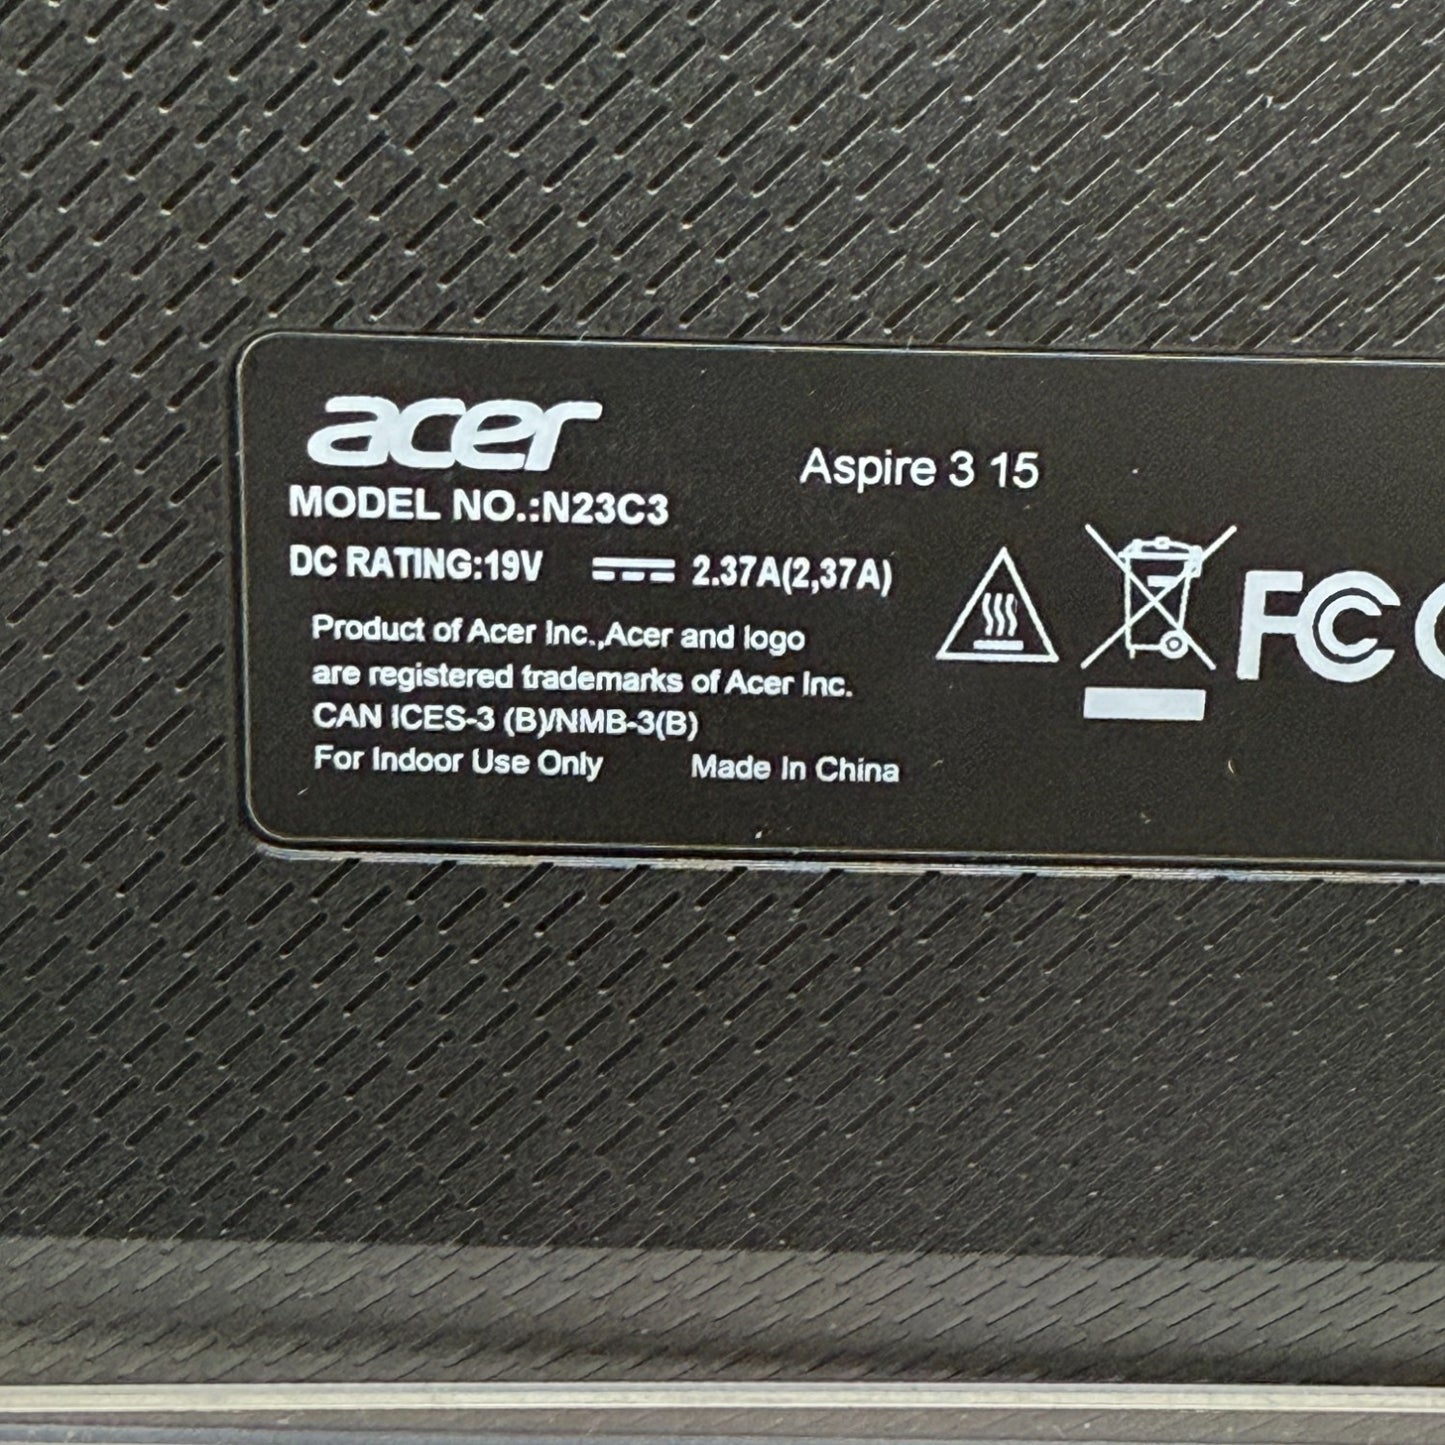 acer
Aspire 3 15
MODEL NO.:N23C3
DC RATING:19V 2.37A(2,37A)
Product of Acer Inc.,Acer and logo
are registered trademarks of Acer Inc.
CAN ICES-3 (B)/NMB-3(B)
For Indoor Use Only Made In China
FC